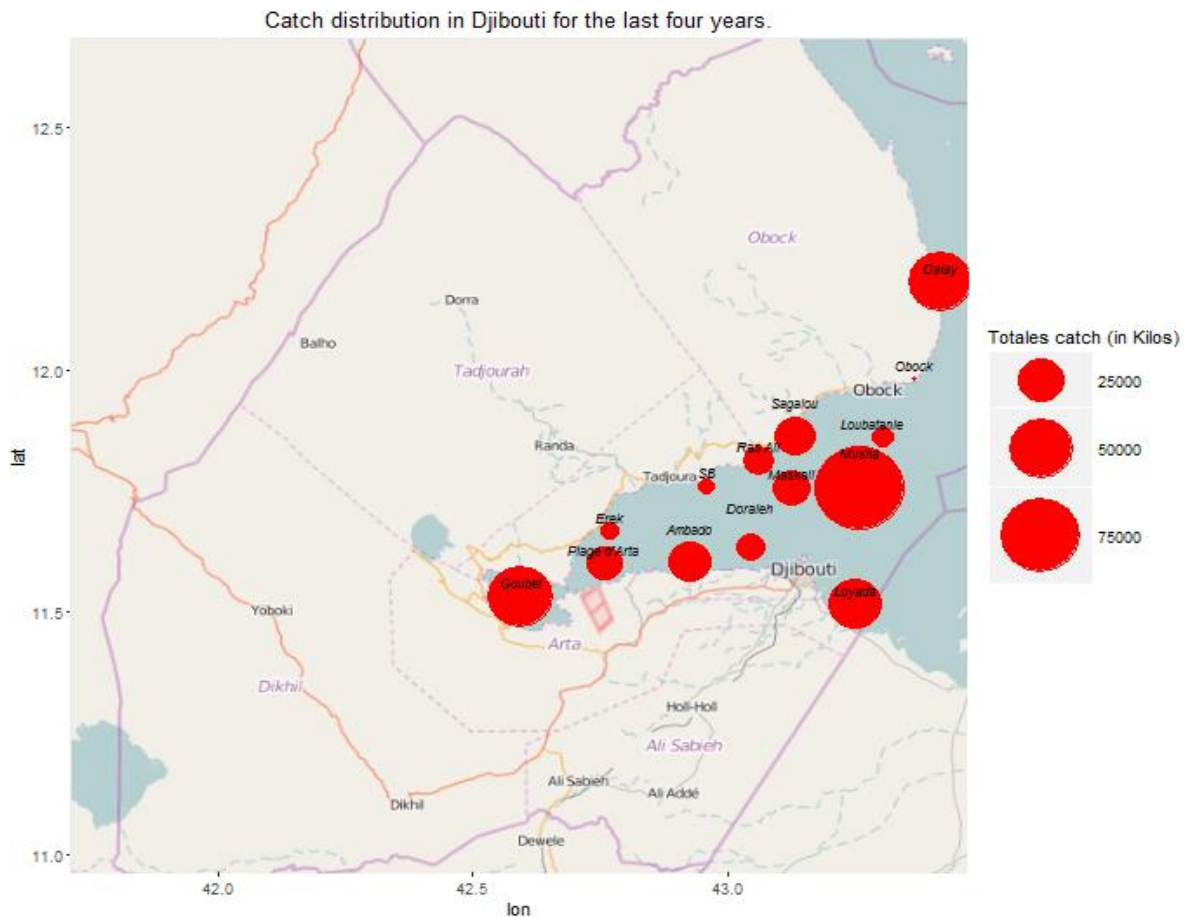 Catch distribution in Djibouti for the last four years.
12.5
Obock
Dalay
Dorra
Totales catch (in Kilos)
Balho
12.0
Tadjourah
Obock
Obock
25000
Sagalou
Loubatanle
Randa
Ras Ali
Musha
50000
lat
Tadjoura
SB
Maskali
Doraleh
Erek
Ambado
75000
Plage d'Arta
Djibouti
Goubet
Loyada
11.5
Yoboki
Arta
Dikhil
Holl-Holl
Ali Sabieh
Ali Sabieh
Ali Addé
Dikhil
Dewele
11.0
42.0
42.5
43.0
lon